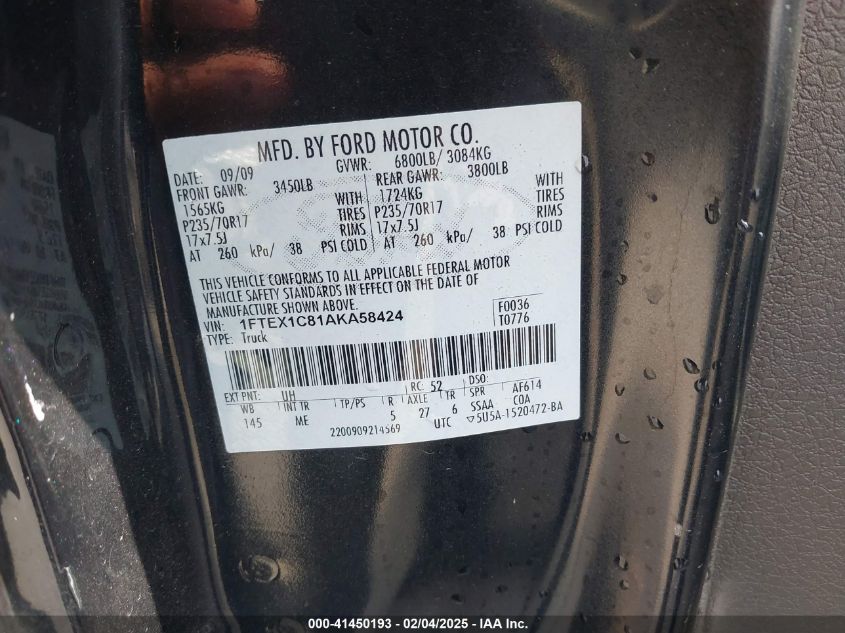 MFD. BY FORD MOTOR CO.
DATE: 09/09 GVWR: 6800LB/ 3084KG
FRONT GAWR: 3450LB REAR GAWR: 3800LB
1565KG WITH 1724KG WITH
P235/70R17 TIRES P235/70R17 TIRES
17x7.5J RIMS 17x7.5J RIMS
AT 260 kPa/ 38 PSI COLD AT 260 kPa/ 38 PSI COLD
THIS VEHICLE CONFORMS TO ALL APPLICABLE FEDERAL MOTOR
VEHICLE SAFETY STANDARDS IN EFFECT ON THE DATE OF
MANUFACTURE SHOWN ABOVE.
VIN: 1FTEX1C81AKA58424 F0036
TYPE: Truck T0776
EXT PNT: UH RC: 52 DSO: AF614
WB INT TR TP/PS R AXLE TR SPR COA
145 ME 5 27 6 SSAA
2200909214569 UTC ▽5U5A-1520472-BA
000-41450193 - 02/04/2025 - IAA Inc.